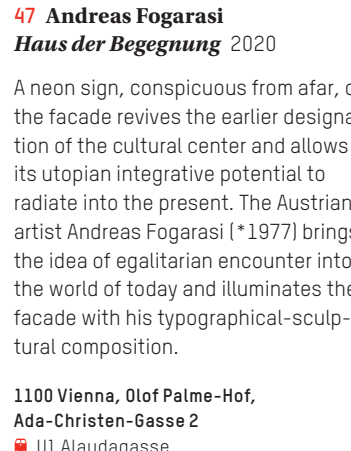 47 Andreas Fogarasi
Haus der Begegnung 2020
A neon sign, conspicuous from afar, o
the facade revives the earlier designa
tion of the cultural center and allows
its utopian integrative potential to
radiate into the present. The Austrian
artist Andreas Fogarasi (*1977) brings
the idea of egalitarian encounter into
the world of today and illuminates the
facade with his typographical-sculp-
tural composition.
1100 Vienna, Olof Palme-Hof,
Ada-Christen-Gasse 2
U1 Alaudagasse